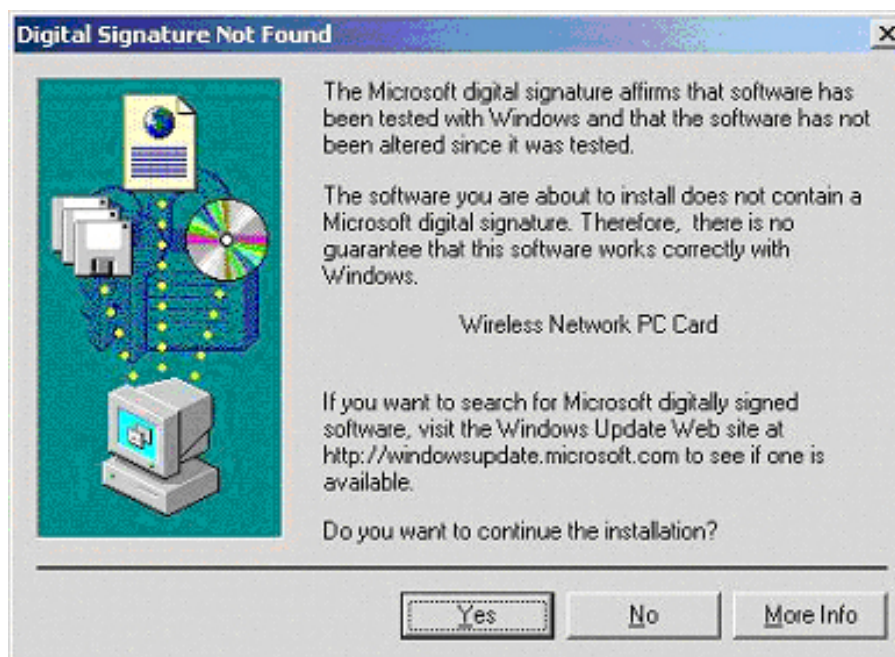 Digital Signature Not Found
The Microsoft digital signature affirms that software has
been tested with Windows and that the software has not
been altered since it was tested.
The software you are about to install does not contain a
Microsoft digital signature. Therefore, there is no
guarantee that this software works correctly with
Windows.
Wireless Network PC Card
If you want to search for Microsoft digitally signed
software, visit the Windows Update Web site at
http://windowsupdate.microsoft.com to see if one is
available.
Do you want to continue the installation?
Yes No More Info